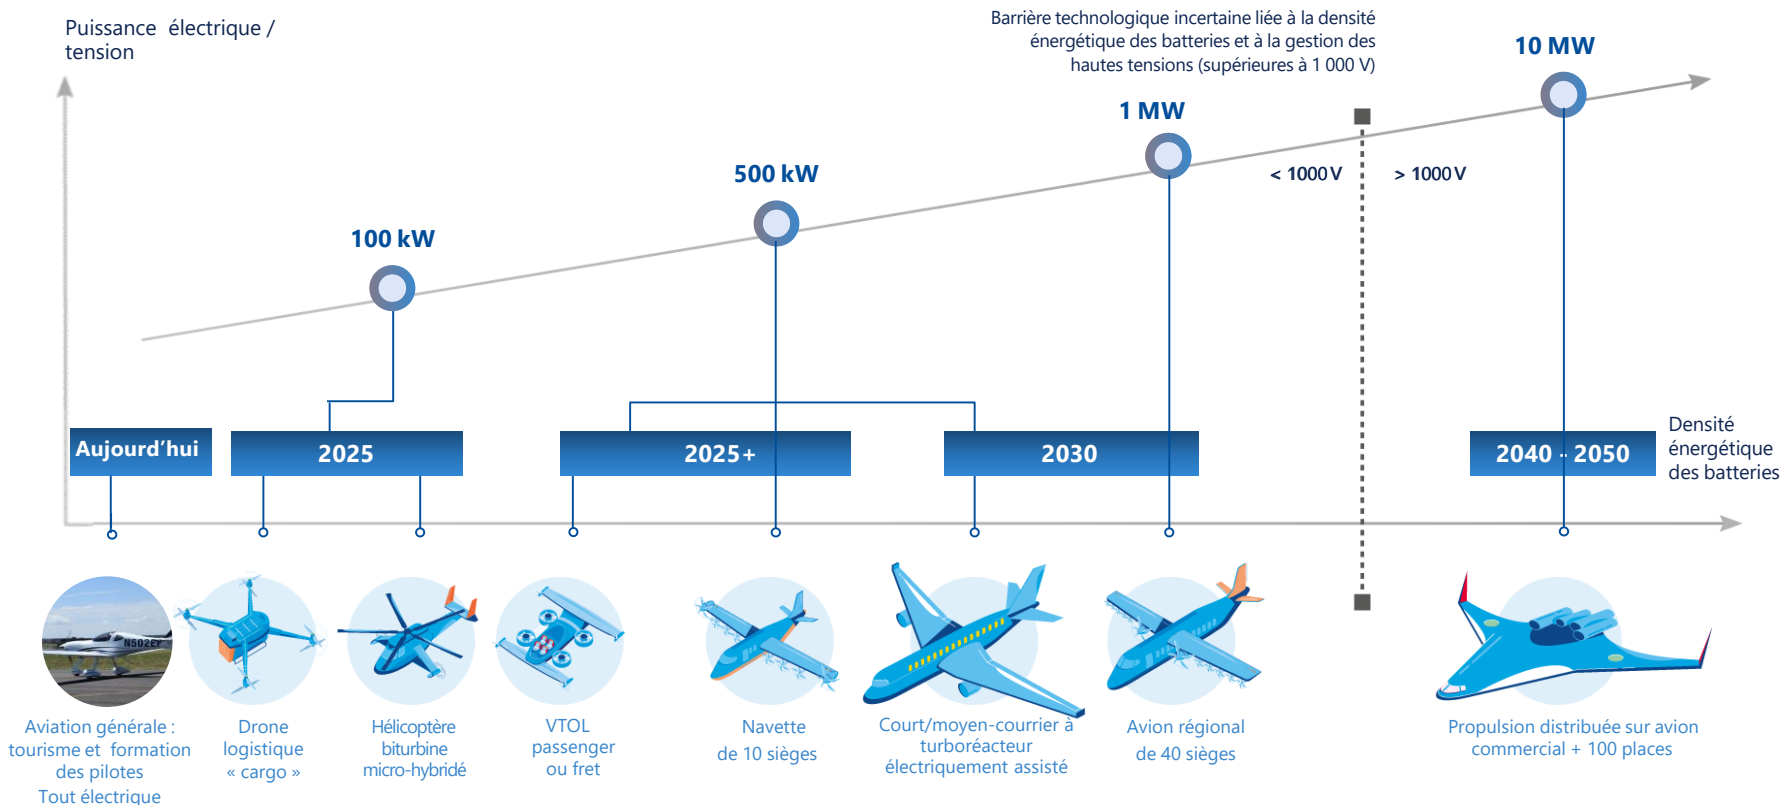 Puissance électrique /
tension
Barrière technologique incertaine liée à la densité
énergétique des batteries et à la gestion des
hautes tensions (supérieures à 1 000 V)
10 MW
1 MW
500 kW
100 kW
< 1000 V
> 1000 V
Aujourd’hui
2025
2025+
2030
2040 - 2050
Densité
énergétique
des batteries
N502EP
Aviation générale :
tourisme et formation
des pilotes
Tout électrique
Drone
logistique
« cargo »
Hélicoptère
biturbine
micro-hybridé
VTOL
passenger
ou fret
Navette
de 10 sièges
Court/moyen-courrier à
turboréacteur
électriquement assisté
Avion régional
de 40 sièges
Propulsion distribuée sur avion
commercial + 100 places